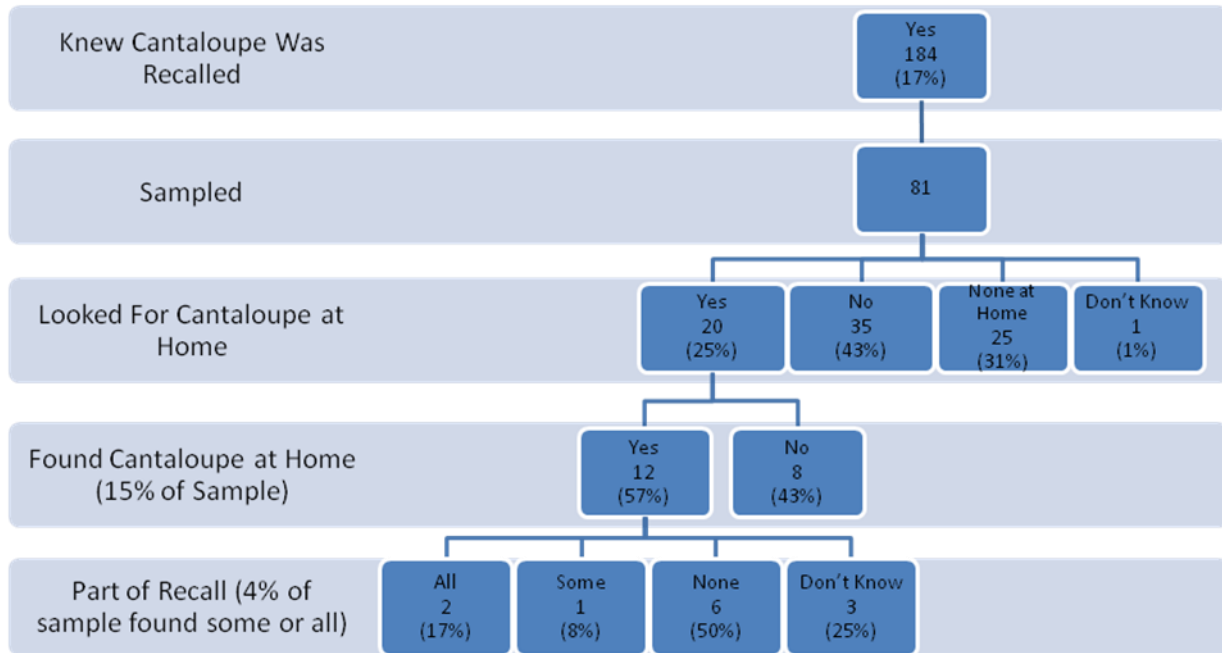 Knew Cantaloupe Was
Recalled
Yes
184
(17%)
Sampled
81
Looked For Cantaloupe at
Home
Yes
20
(25%)
No
35
(43%)
None at
Home
25
(31%)
Don't Know
1
(1%)
Found Cantaloupe at Home
(15% of Sample)
Yes
12
(57%)
No
8
(43%)
Part of Recall (4% of
sample found some or all)
All
2
(17%)
Some
1
(8%)
None
6
(50%)
Don't Know
3
(25%)